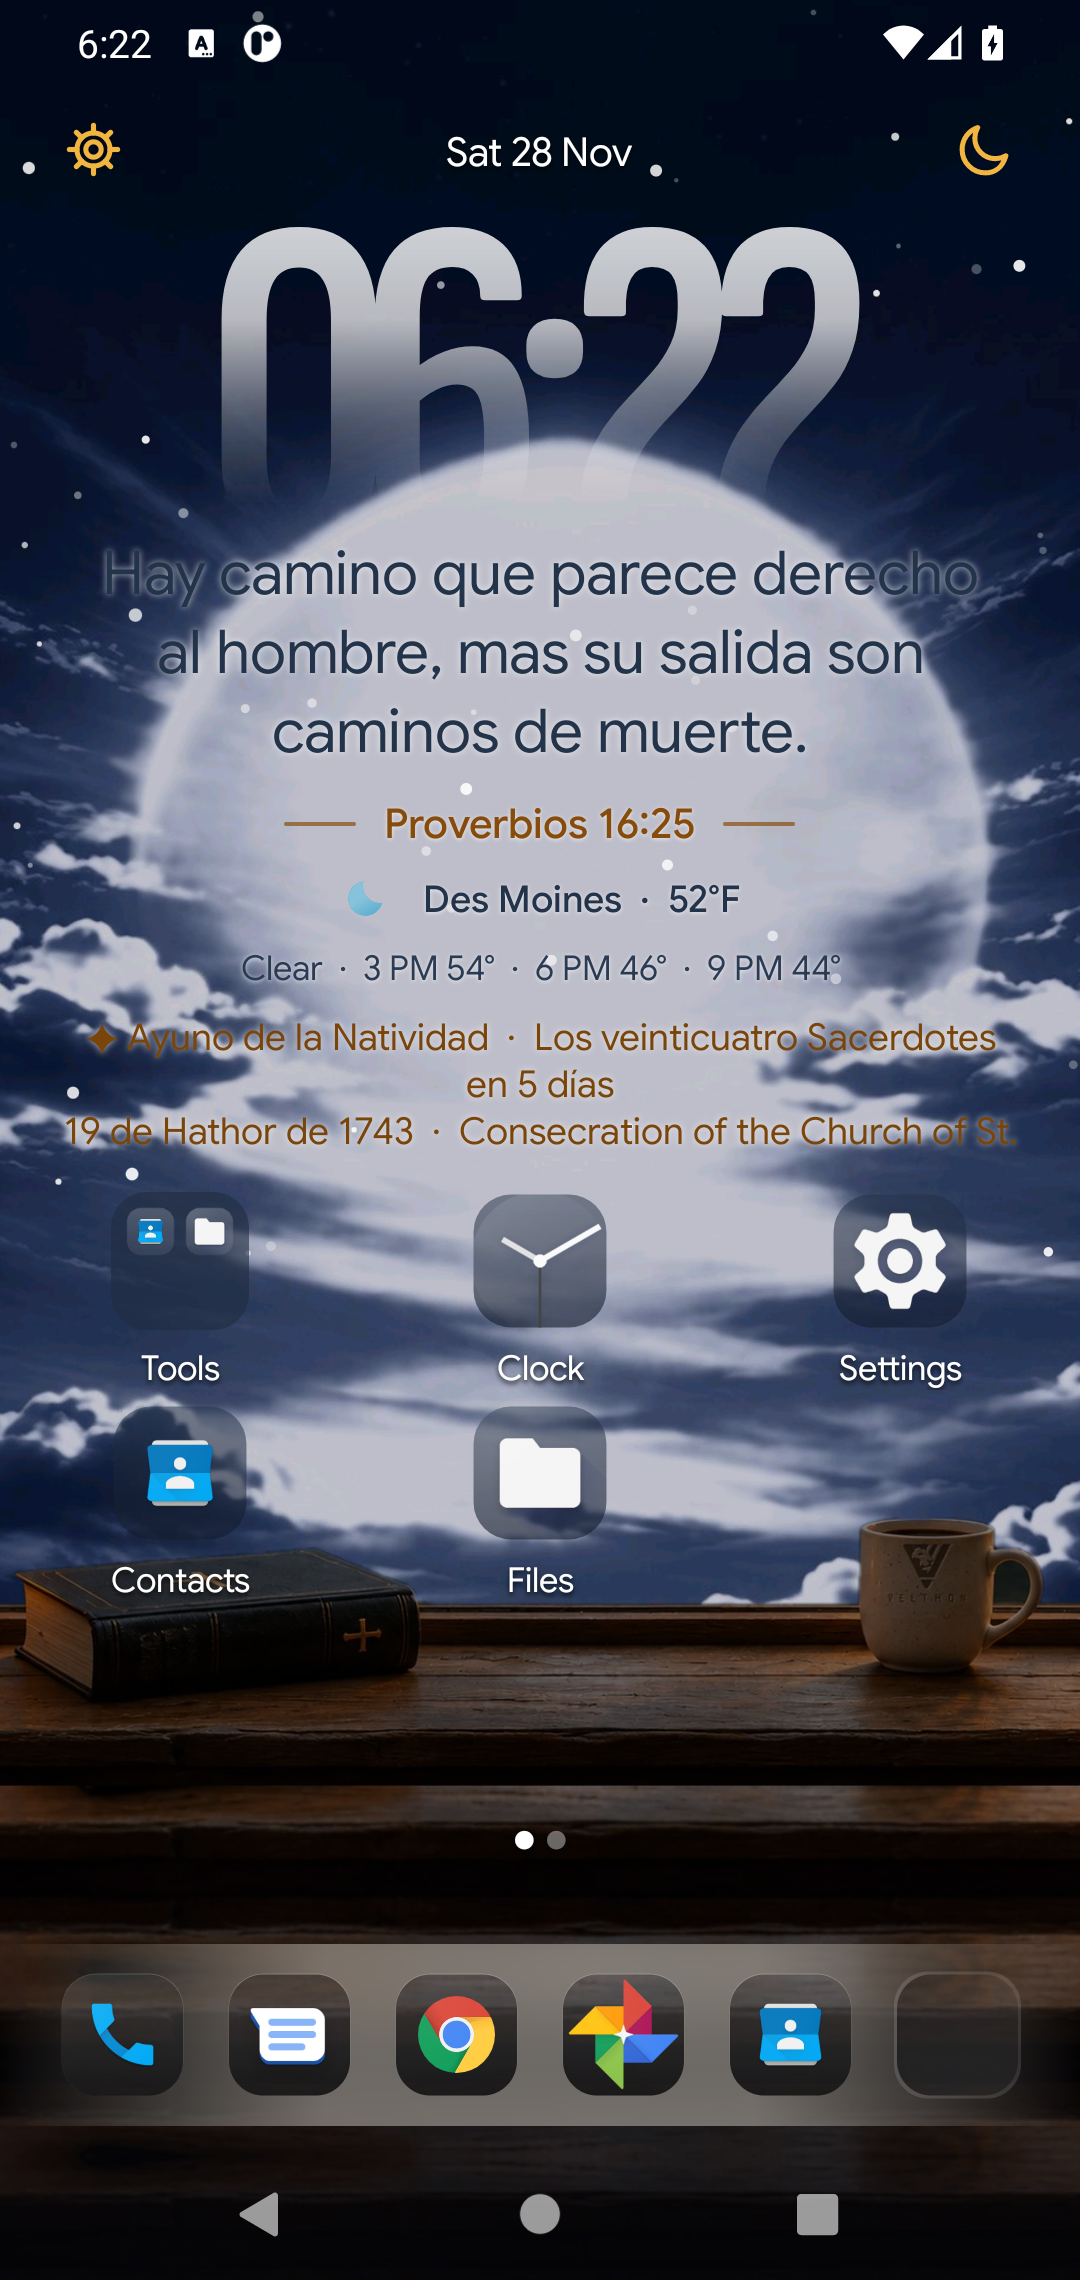 6:22
Sat 28 Nov
06:22
Hay camino que parece derecho
al hombre, mas su salida son
caminos de muerte.
Proverbios 16:25
Des Moines · 52°F
Clear · 3 PM 54° · 6 PM 46° · 9 PM 44°
✦ Ayuno de la Natividad · Los veinticuatro Sacerdotes
en 5 días
19 de Hathor de 1743 · Consecration of the Church of St.
Tools
Clock
Settings
Contacts
Files